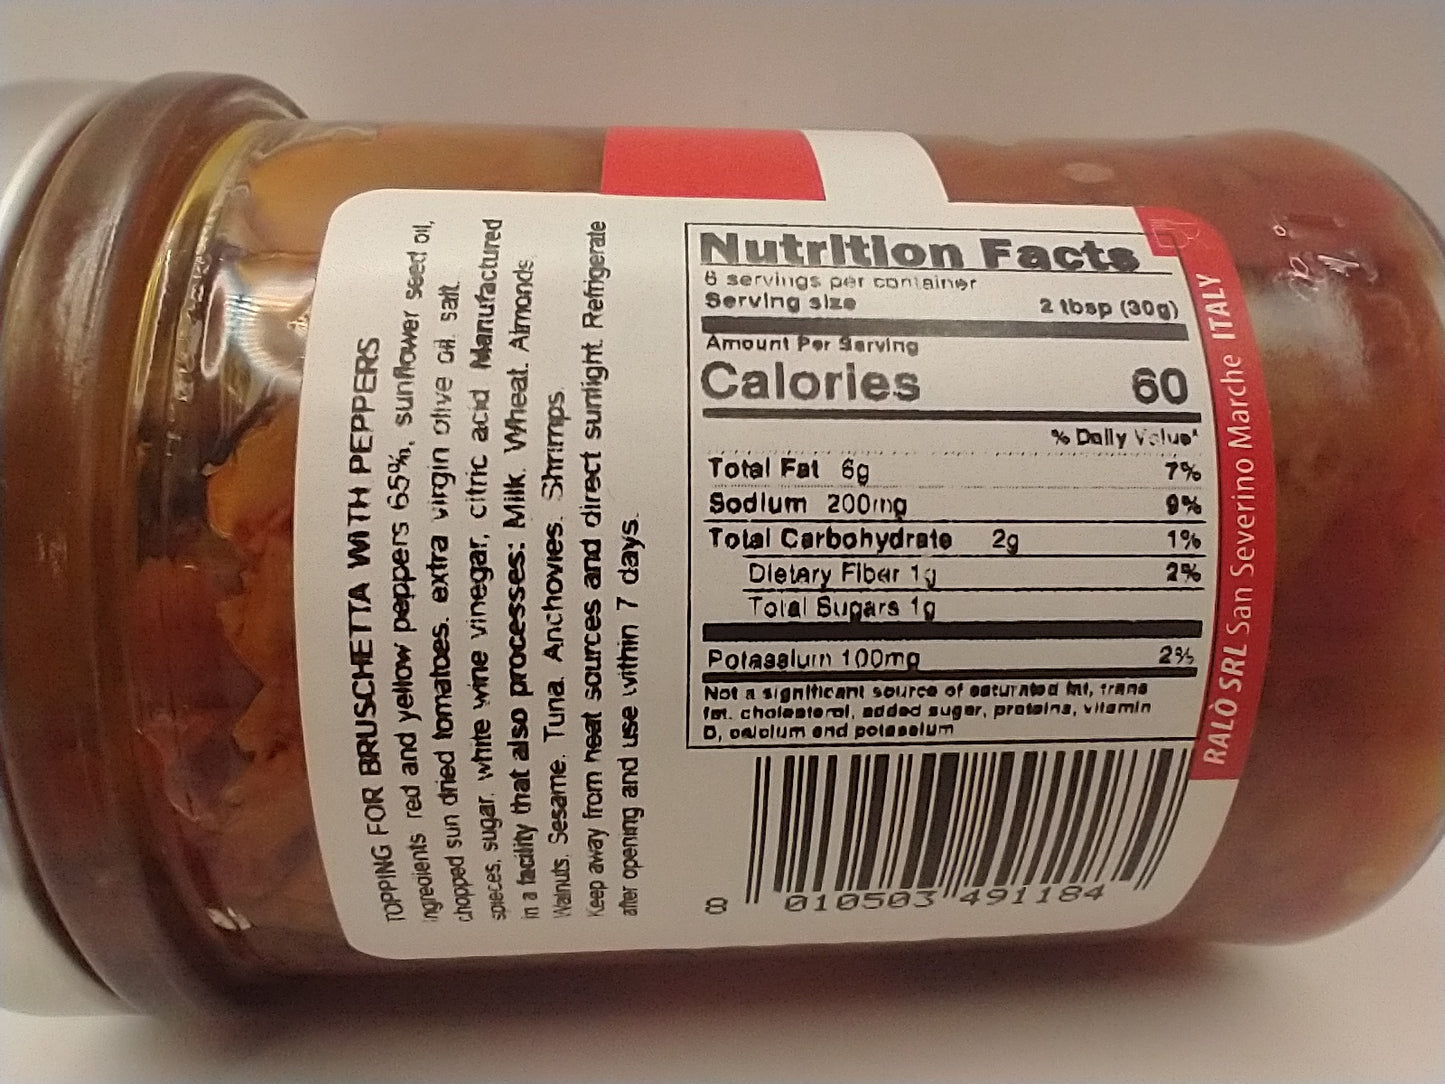 TOPPING FOR BRUSCHETTA WITH PEPPERS
Ingredients red and yellow peppers 65%, sunflower seed oil,
chopped sun dried tomatoes. extra virgin olive oil. salt.
spieces, sugar. white wine vinegar, citric acid Manufactured
in a facility that also processes: Milk. Wheat. Almonds
Walnuts. Sesame. Tuna. Anchovies. Shrimps.
Keep away from heat sources and direct sunlight. Refrigerate
after opening and use within 7 days.
Nutrition Facts
6 servings per container
Serving size 2 tbsp (30g)
Amount Per Serving
Calories 60
% Daily Value*
Total Fat 6g 7%
Sodium 200mg 9%
Total Carbohydrate 2g 1%
Dietary Fiber 1g 2%
Total Sugars 1g
Potassium 100mg 2%
Not a significant source of saturated fat, trans
fat. cholesterol, added sugar, proteins, vitamin
D, calcium and potassium
8 010503 491184
RALÒ SRL San Severino Marche ITALY